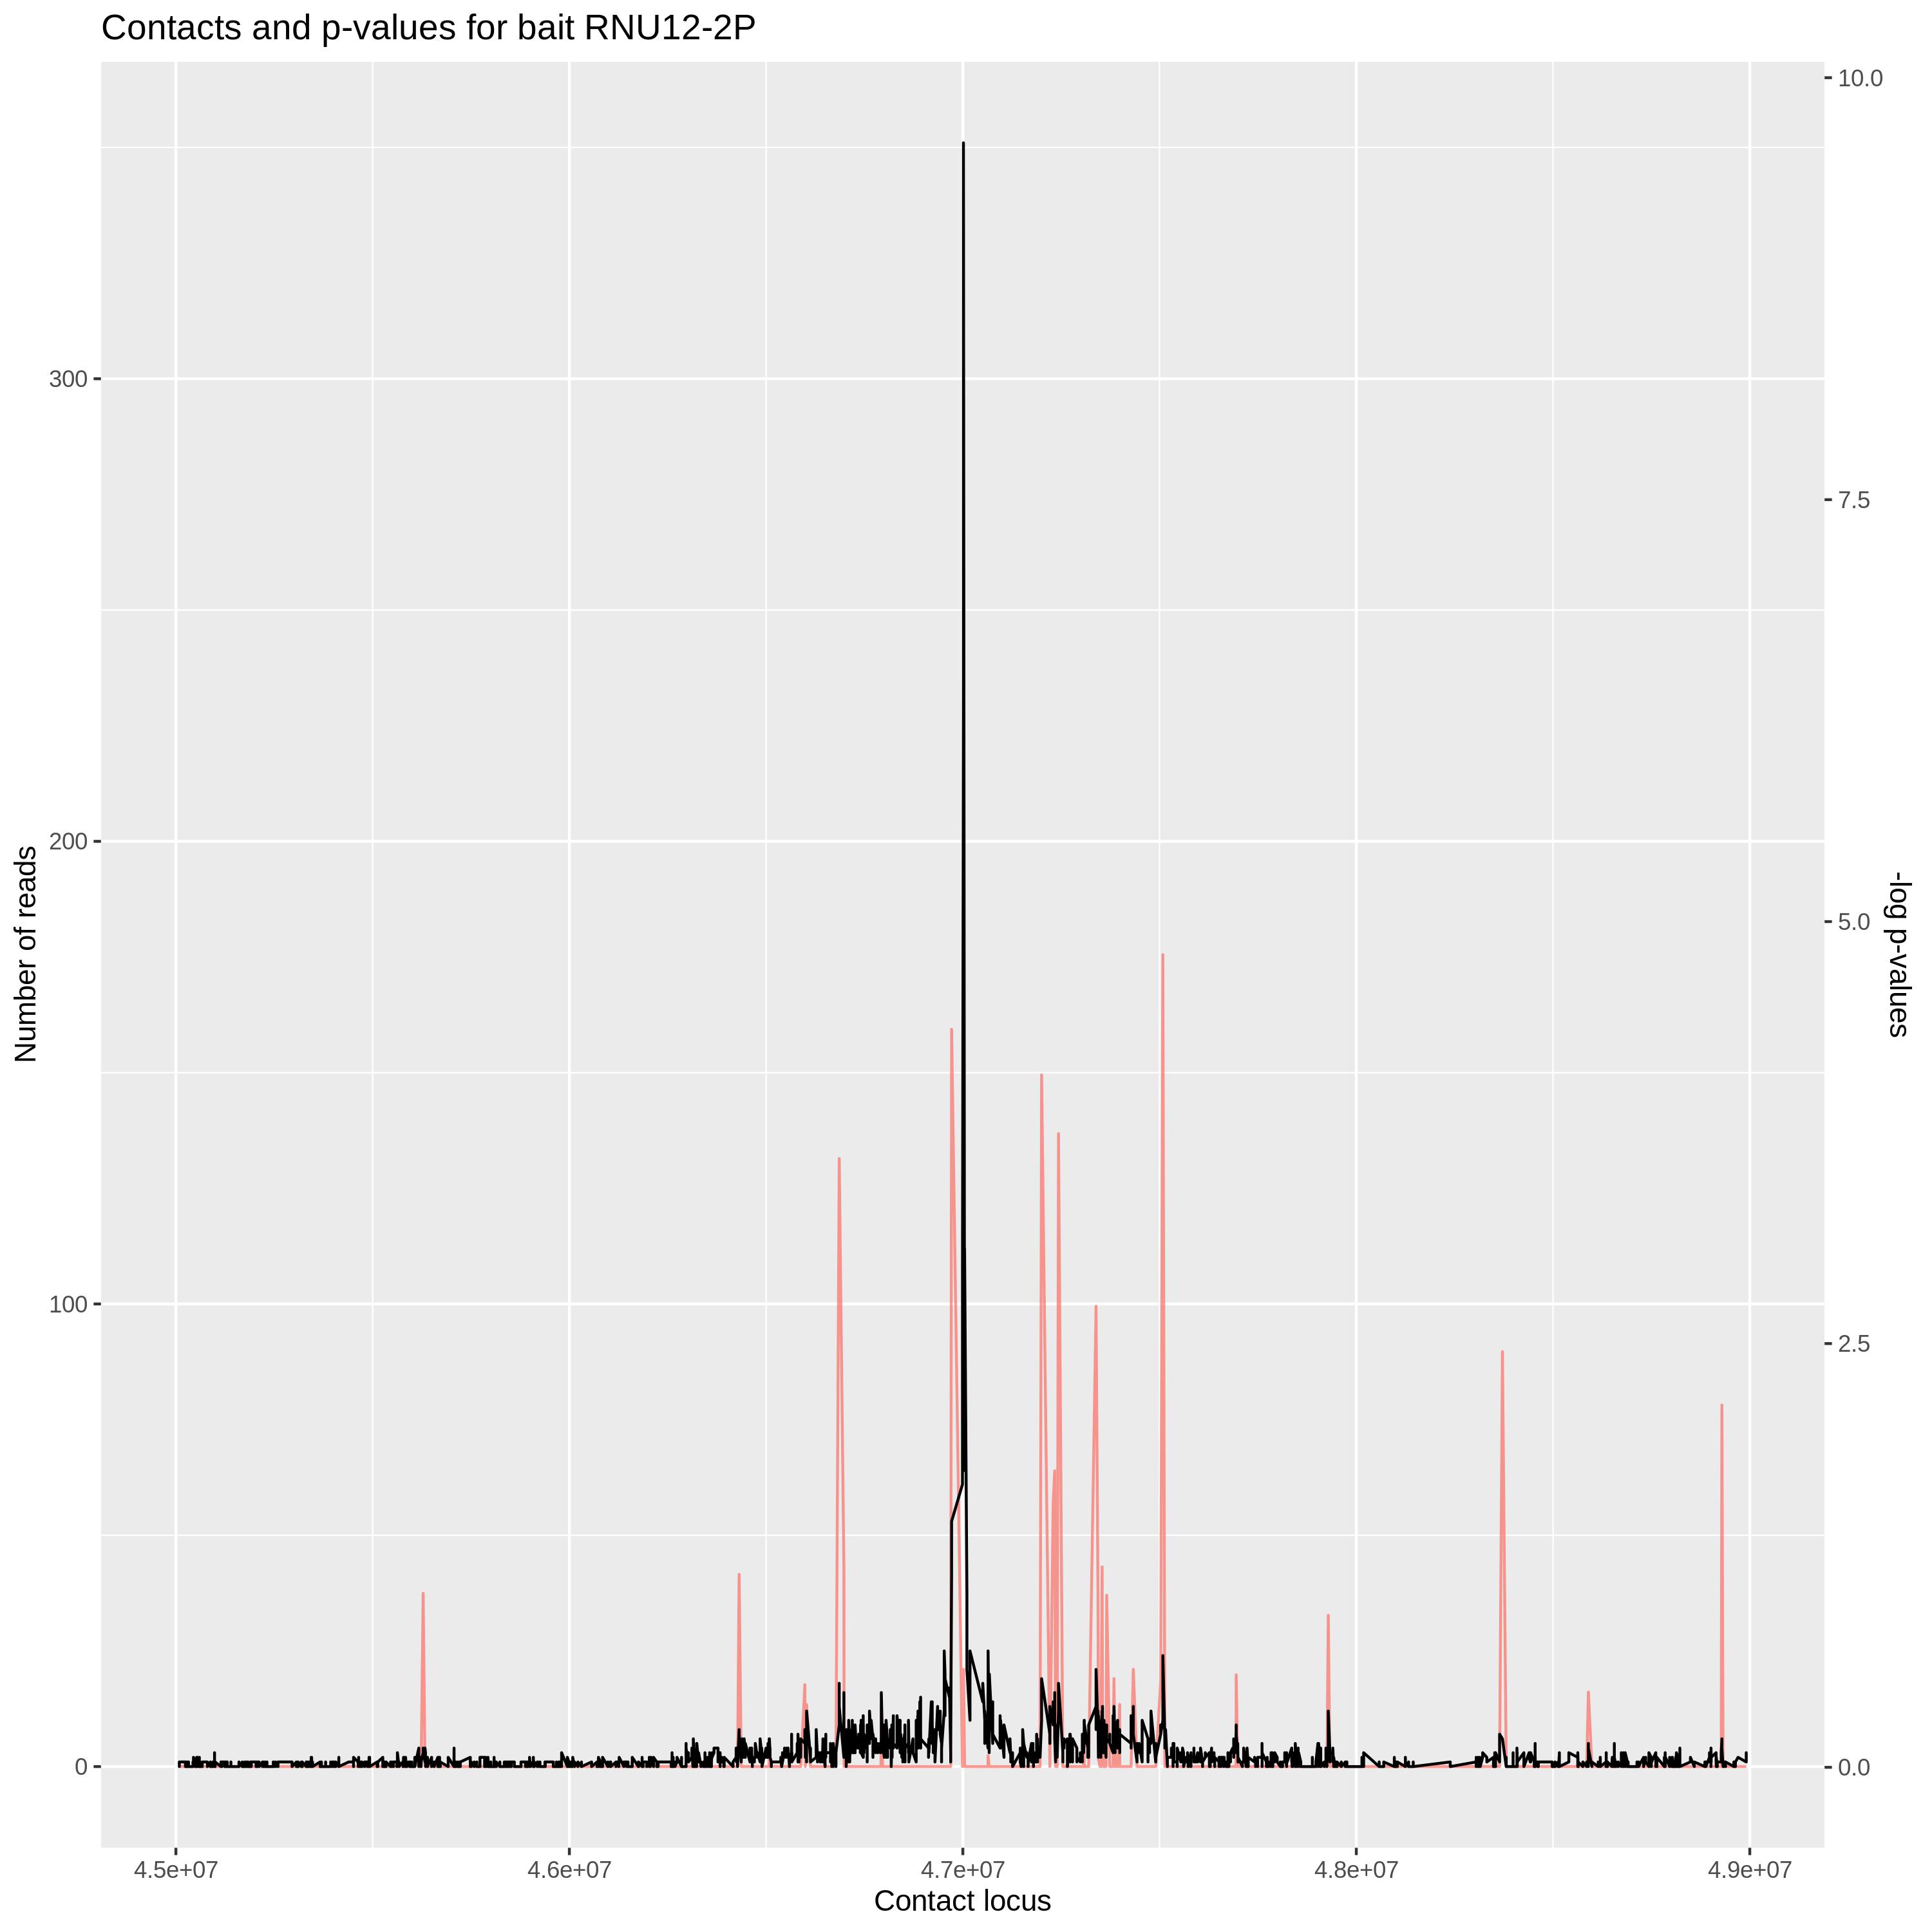 Contacts and p-values for bait RNU12-2P
Number of reads
300
200
100
0
10.0
7.5
5.0
2.5
0.0
-log p-values
4.5e+07
4.6e+07
4.7e+07
4.8e+07
4.9e+07
Contact locus